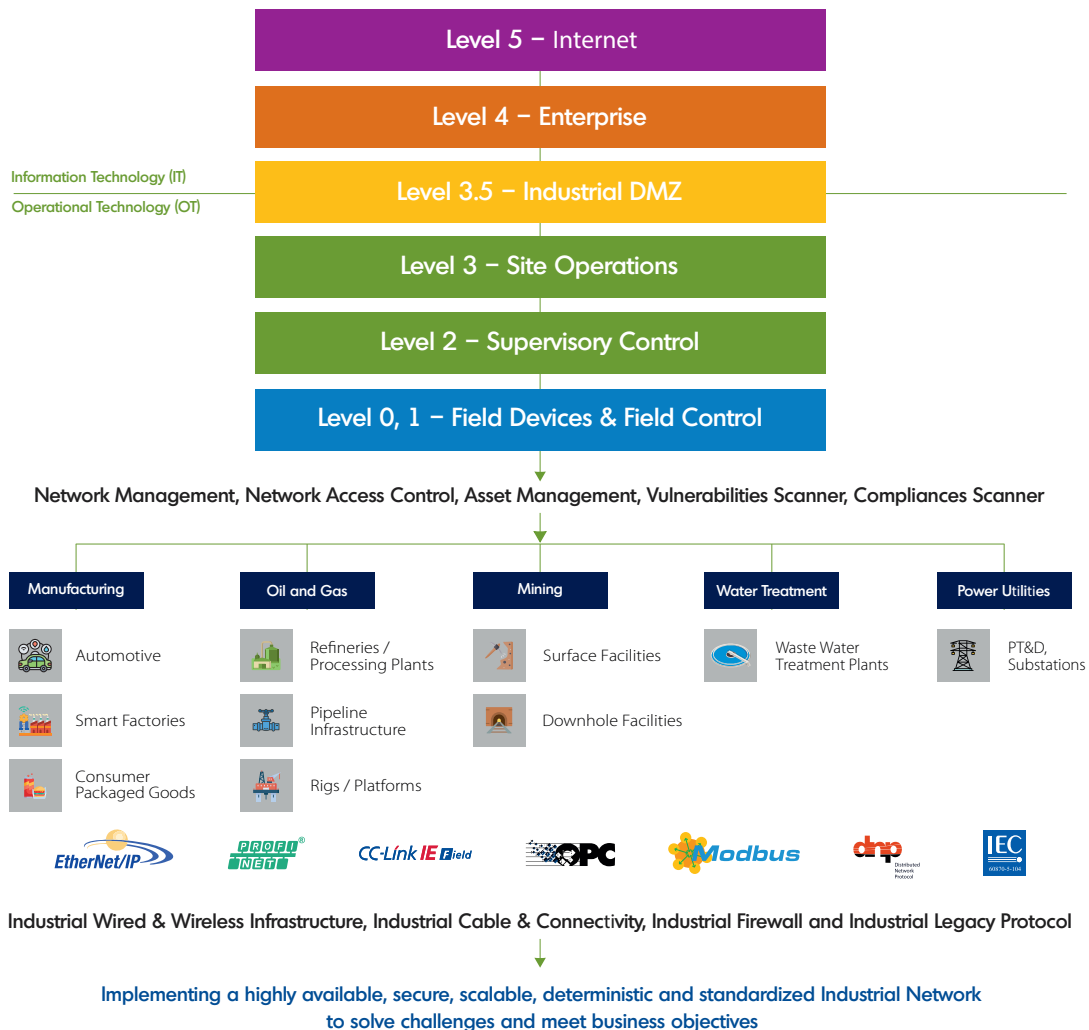 Level 5 – Internet
Level 4 – Enterprise
Information Technology (IT)
Level 3.5 – Industrial DMZ
Operational Technology (OT)
Level 3 – Site Operations
Level 2 – Supervisory Control
Level 0, 1 – Field Devices & Field Control
Network Management, Network Access Control, Asset Management, Vulnerabilities Scanner, Compliances Scanner
Manufacturing
Oil and Gas
Mining
Water Treatment
Power Utilities
Automotive
Refineries /
Processing Plants
Surface Facilities
Waste Water
Treatment Plants
PT&D,
Substations
Smart Factories
Pipeline
Infrastructure
Downhole Facilities
Consumer
Packaged Goods
Rigs / Platforms
EtherNet/IP
PROFI
NET®
CC-Link IE Field
OPC
Modbus
dnp
Distributed
Network
Protocol
IEC
60870-5-104
Industrial Wired & Wireless Infrastructure, Industrial Cable & Connectivity, Industrial Firewall and Industrial Legacy Protocol
Implementing a highly available, secure, scalable, deterministic and standardized Industrial Network
to solve challenges and meet business objectives